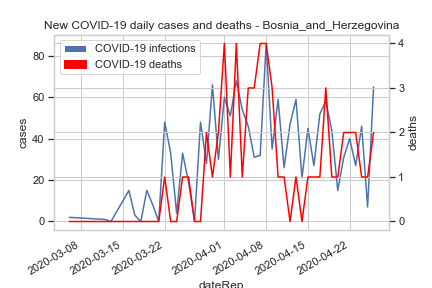 New COVID-19 daily cases and deaths - Bosnia_and_Herzegovina
COVID-19 infections
COVID-19 deaths
cases
80
60
40
20
0
deaths
4
3
2
1
0
2020-03-08
2020-03-15
2020-03-22
2020-04-01
2020-04-08
2020-04-15
2020-04-22
dateRep